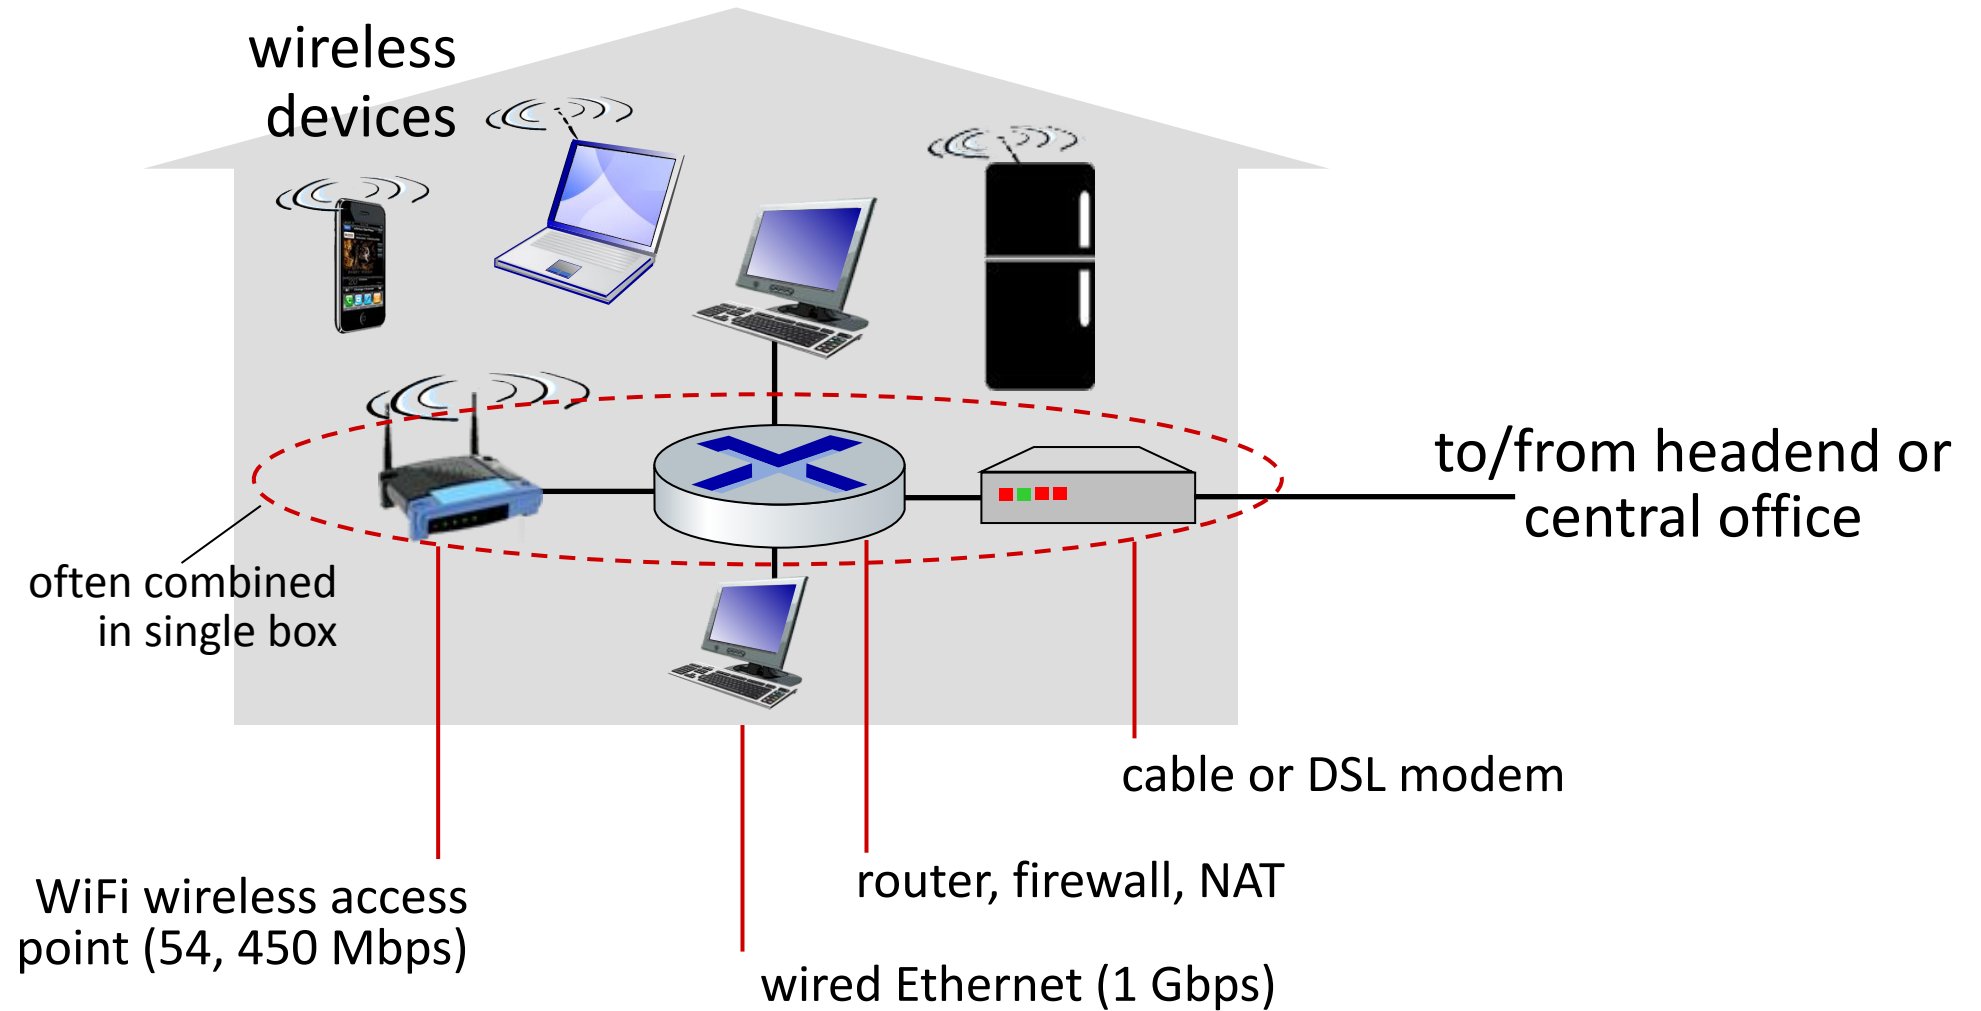 wireless
devices
to/from headend or
central office
often combined
in single box
cable or DSL modem
router, firewall, NAT
WiFi wireless access
point (54, 450 Mbps)
wired Ethernet (1 Gbps)